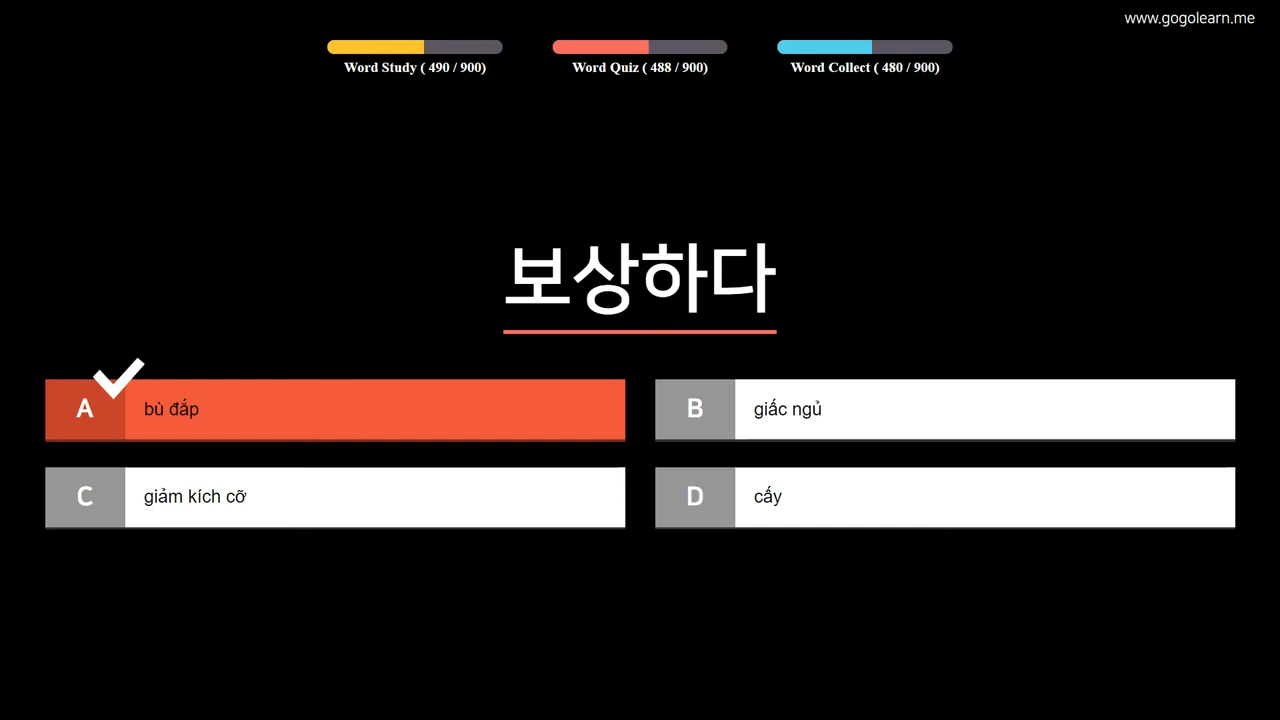 www.gogolearn.me
Word Study ( 490 / 900)
Word Quiz ( 488 / 900)
Word Collect ( 480 / 900)
보상하다
A bù đắp
B giấc ngủ
C giảm kích cỡ
D cấy